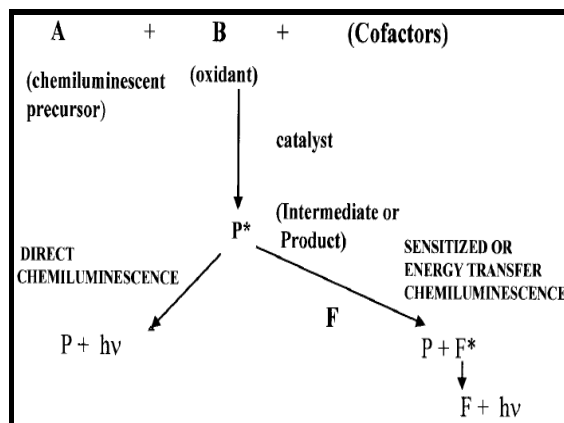 A + B + (Cofactors)
(chemiluminescent
precursor)
(oxidant)
catalyst
P*
(Intermediate or
Product)
DIRECT
CHEMILUMINESCENCE
SENSITIZED OR
ENERGY TRANSFER
CHEMILUMINESCENCE
F
P + hν
P + F*
F + hν